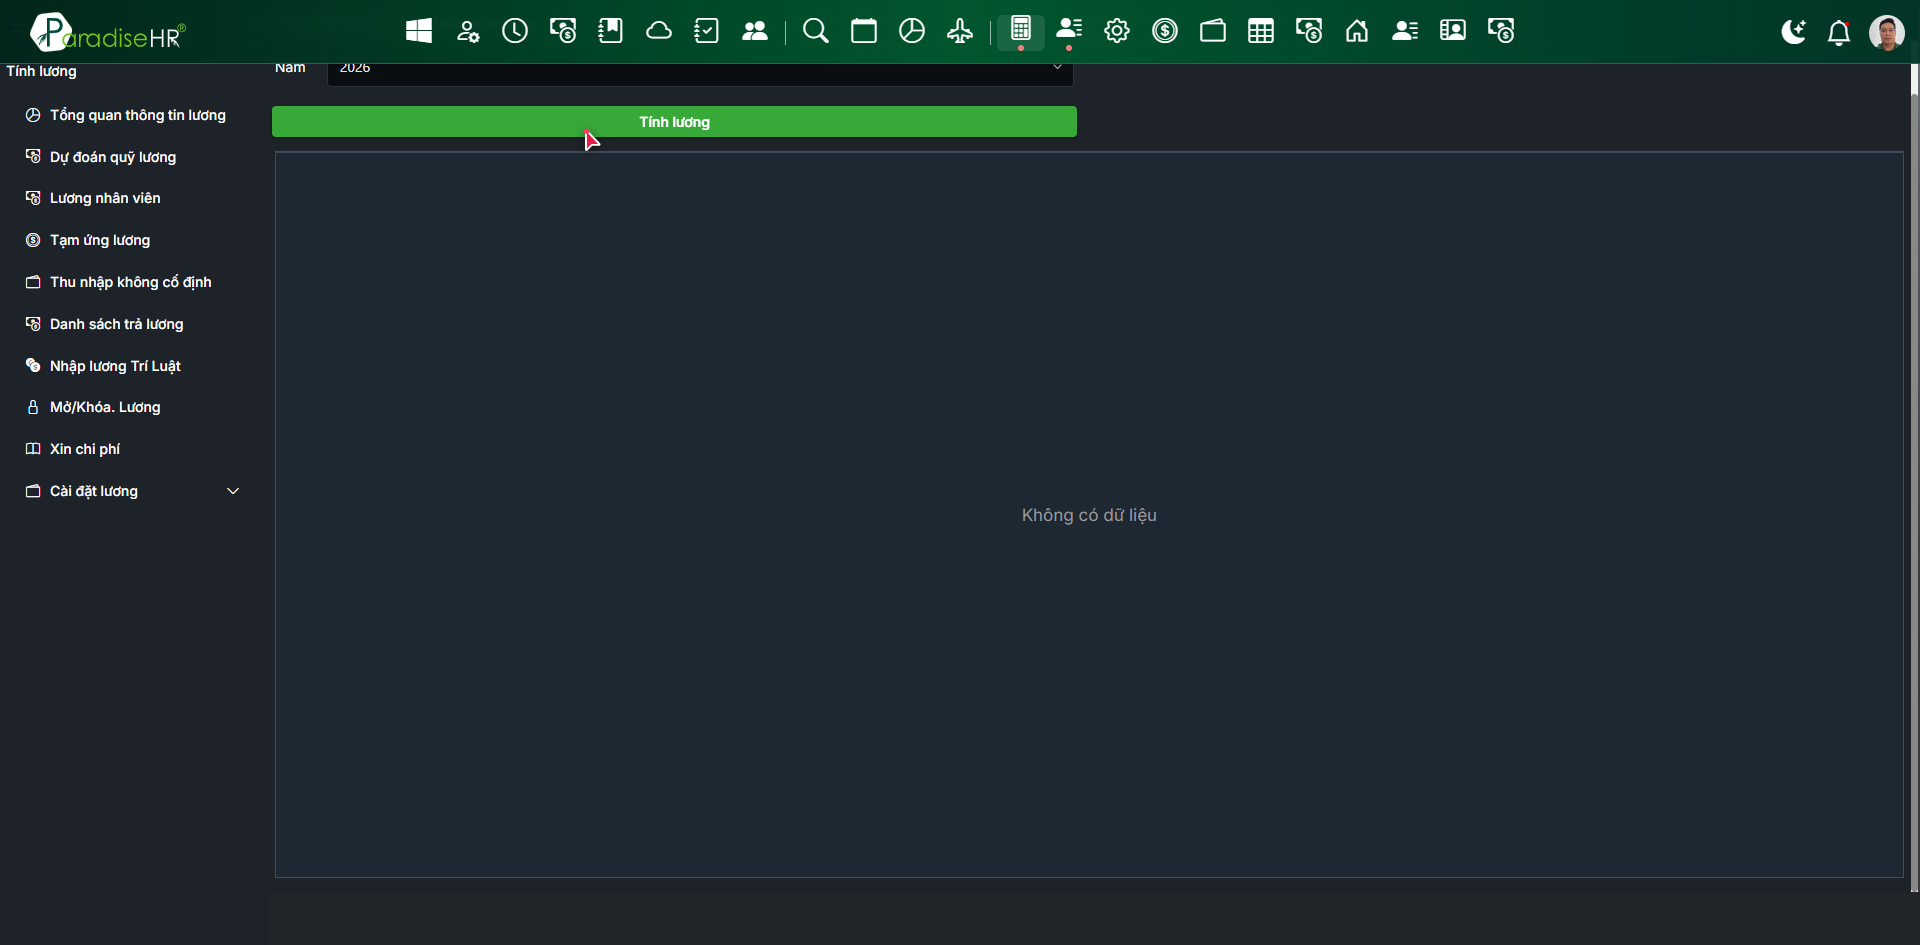 ParadiseHR®
Tính lương
Tổng quan thông tin lương
Dự đoán quỹ lương
Lương nhân viên
Tạm ứng lương
Thu nhập không cố định
Danh sách trả lương
Nhập lương Trí Luật
Mở/Khóa. Lương
Xin chi phí
Cài đặt lương
Năm
2026
Tính lương
Không có dữ liệu